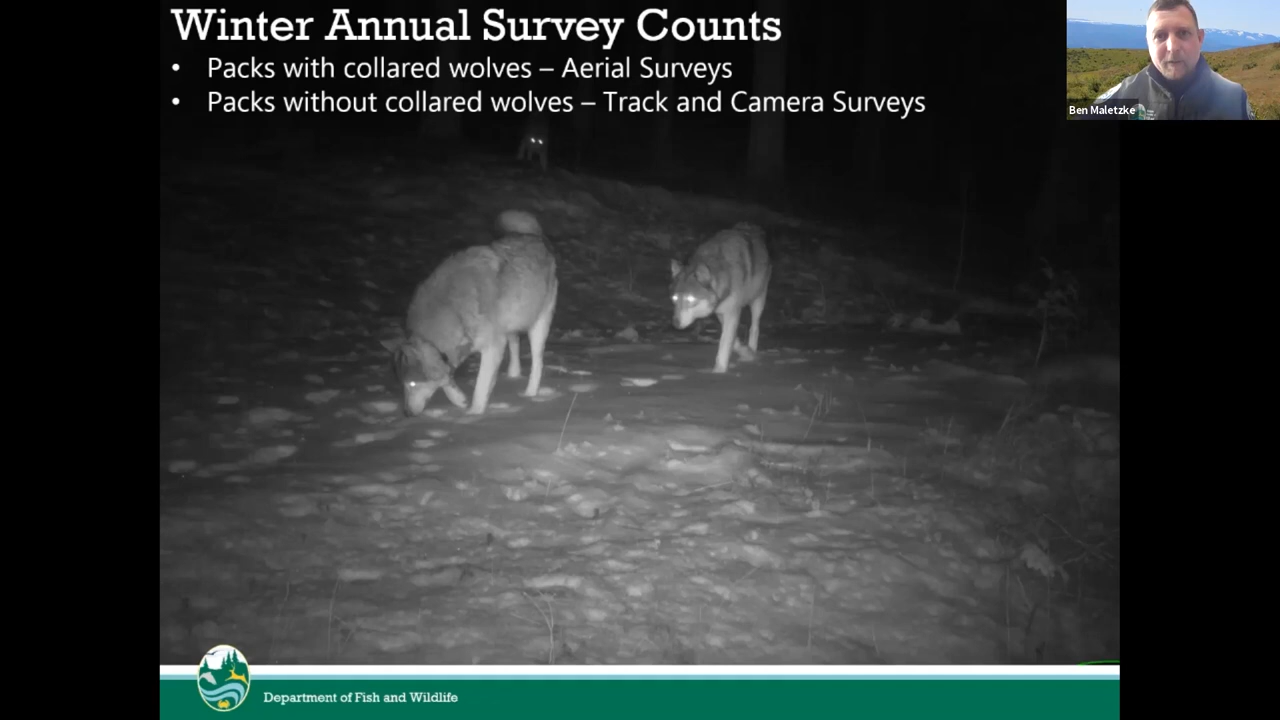 Winter Annual Survey Counts
• Packs with collared wolves – Aerial Surveys
• Packs without collared wolves – Track and Camera Surveys
Ben Maletzke
Department of Fish and Wildlife